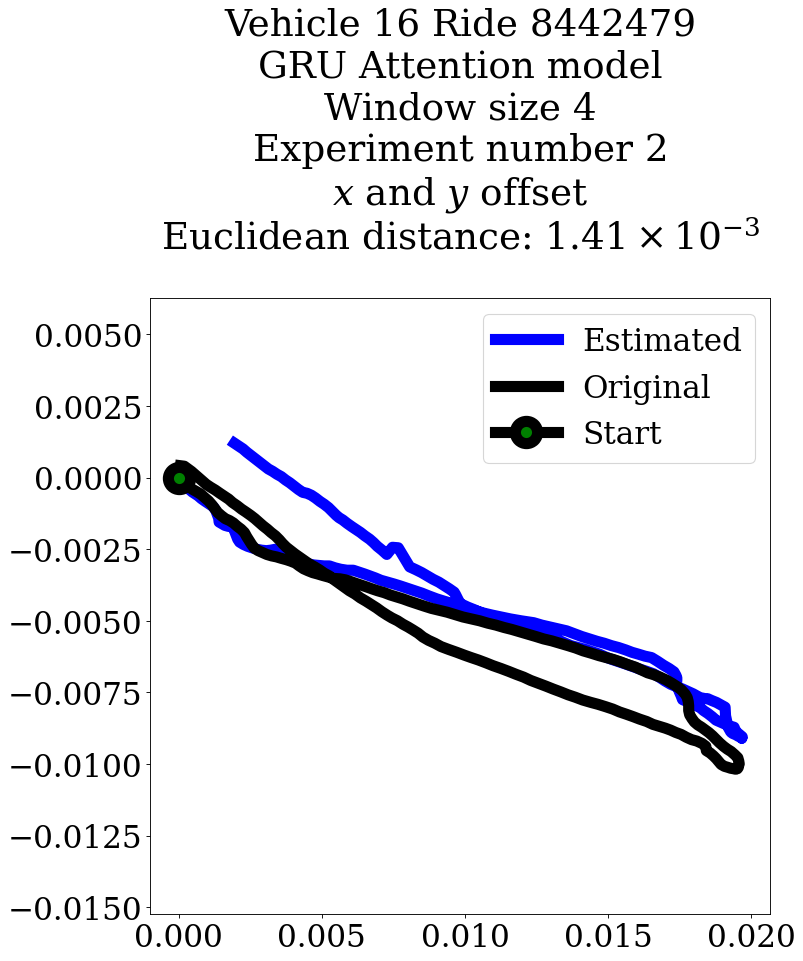 Vehicle 16 Ride 8442479
GRU Attention model
Window size 4
Experiment number 2
x and y offset
Euclidean distance: 1.41 × 10⁻³
Estimated
Original
Start
0.0050
0.0025
0.0000
−0.0025
−0.0050
−0.0075
−0.0100
−0.0125
−0.0150
0.000 0.005 0.010 0.015 0.020